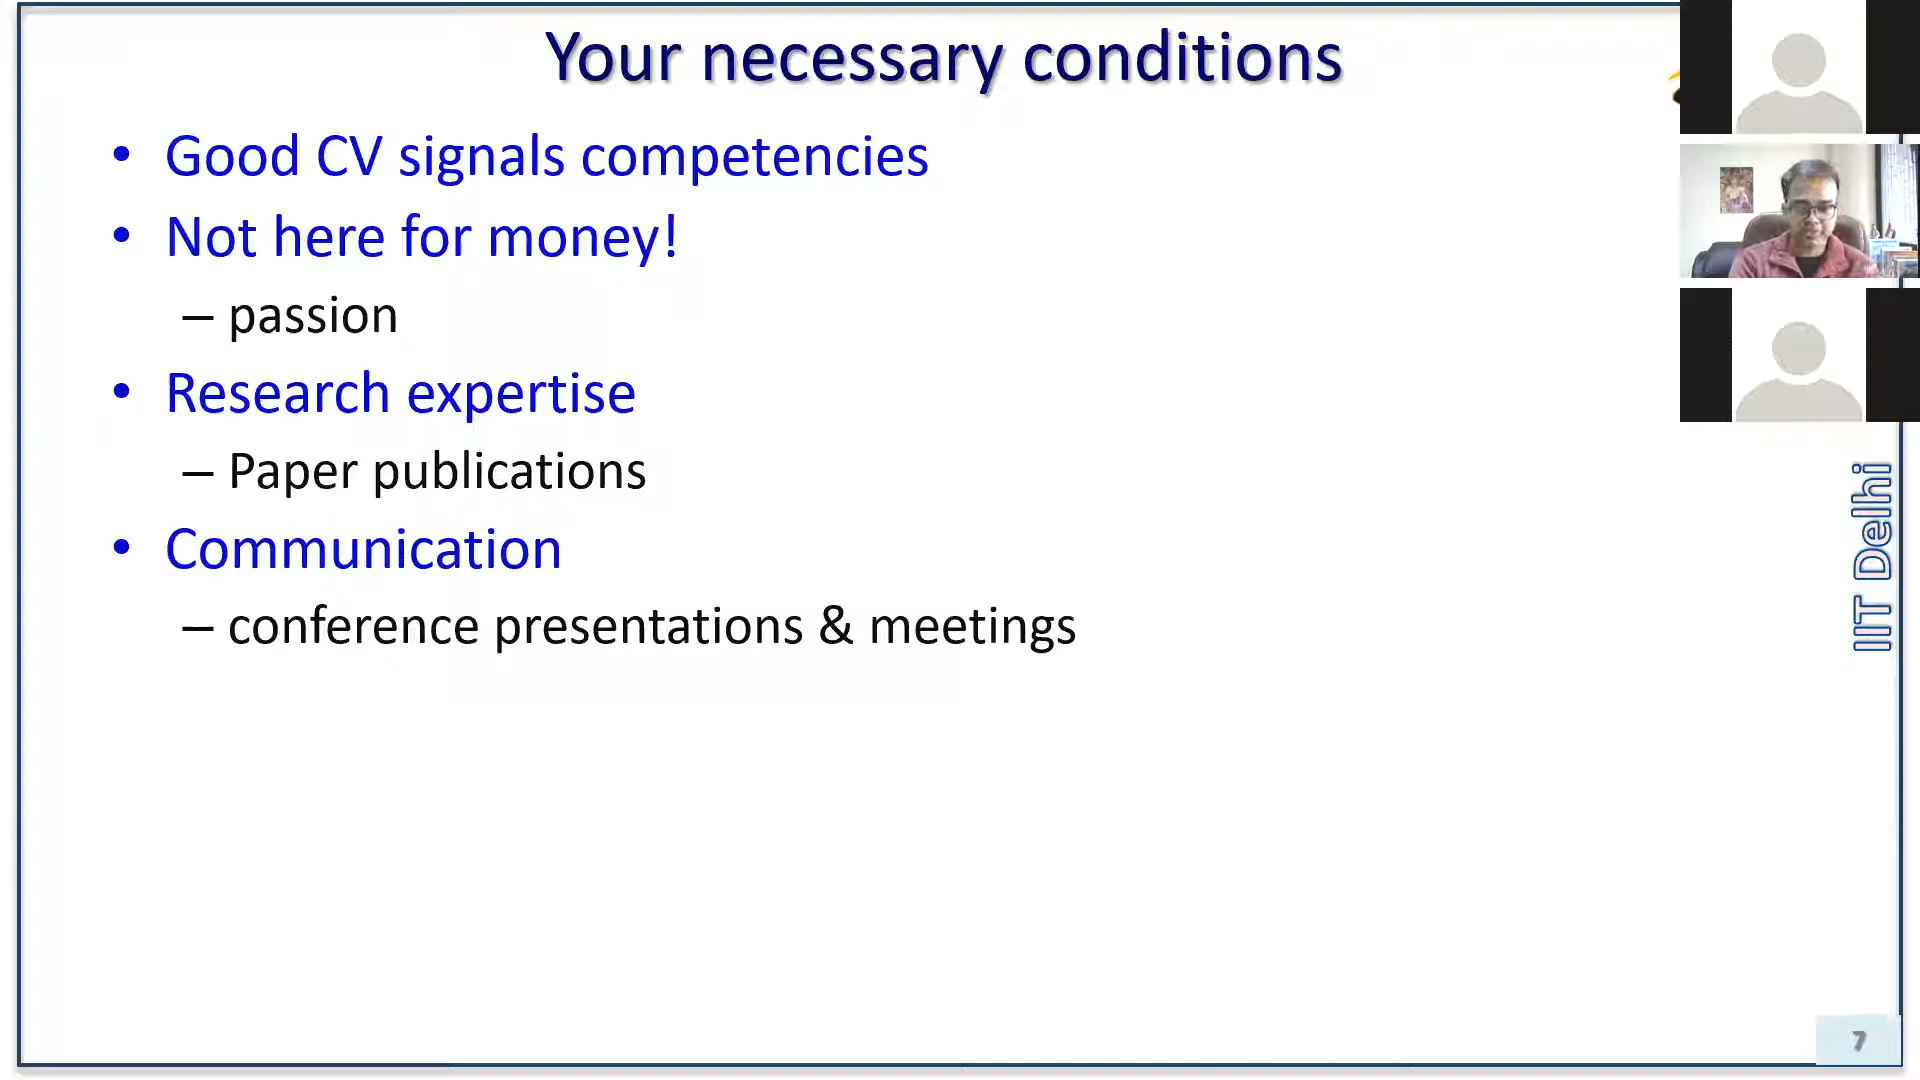 Your necessary conditions
• Good CV signals competencies
• Not here for money!
– passion
• Research expertise
– Paper publications
• Communication
– conference presentations & meetings
IIT Delhi
7